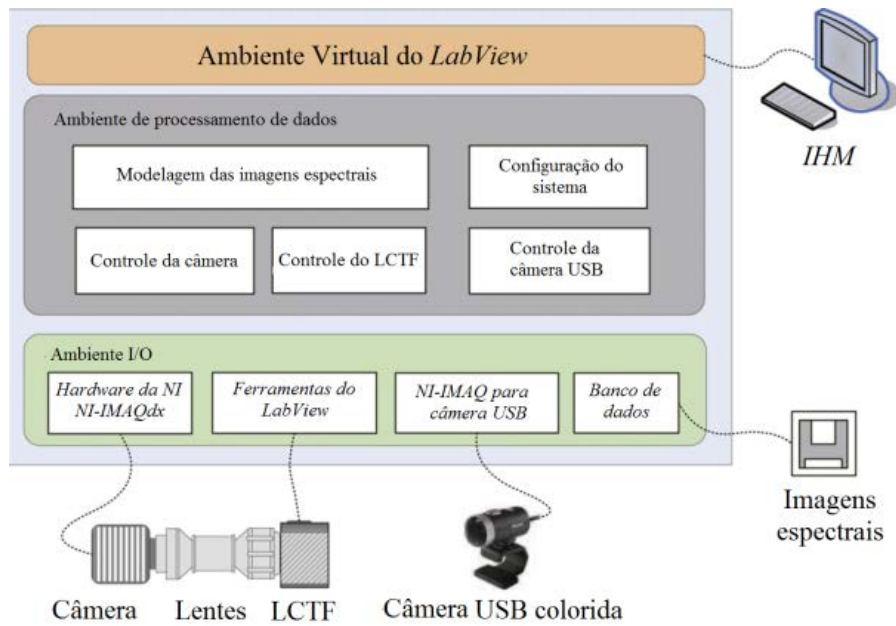 Ambiente Virtual do LabView
Ambiente de processamento de dados
Modelagem das imagens espectrais
Configuração do
sistema
Controle da câmera
Controle do LCTF
Controle da
câmera USB
IHM
Ambiente I/O
Hardware da NI
NI-IMAQdx
Ferramentas do
LabView
NI-IMAQ para
câmera USB
Banco de
dados
Imagens
espectrais
Câmera
Lentes
LCTF
Câmera USB colorida